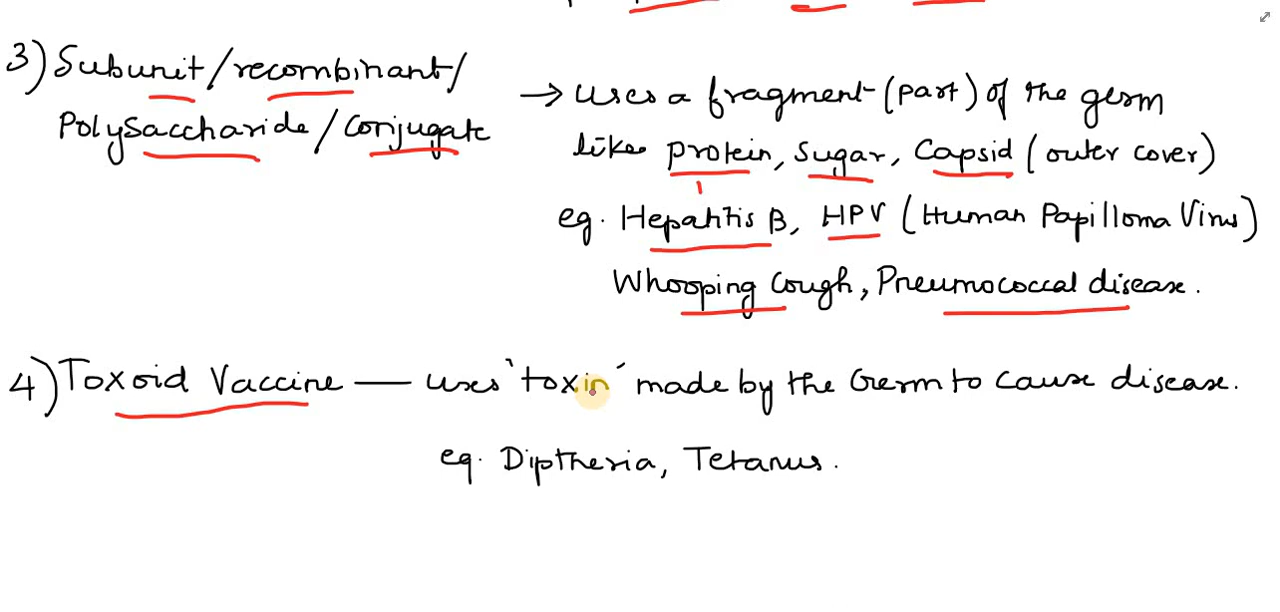 3) Subunit/recombinant/
Polysaccharide/Conjugate
→ uses a fragment (part) of the germ
like protein, Sugar, Capsid (outer cover)
eg. Hepatitis B, HPV (Human Papilloma Virus)
Whooping Cough, Pneumococcal disease.
4) Toxoid Vaccine — uses 'toxin' made by the Germ to cause disease.
eg. Diptheria, Tetanus.